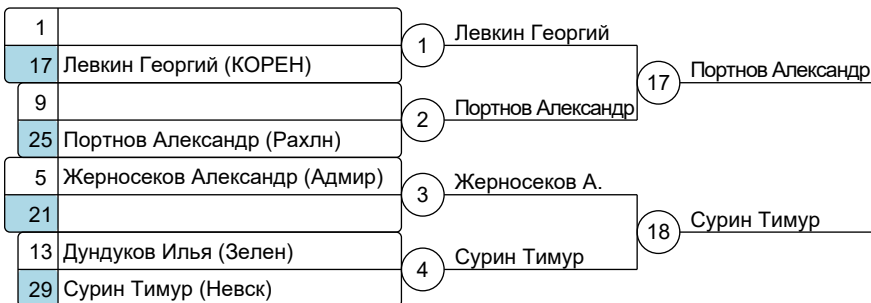 1
17 Левкин Георгий (КОРЕН)
9
25 Портнов Александр (Рахлн)
5 Жерносеков Александр (Адмир)
21
13 Дундуков Илья (Зелен)
29 Сурин Тимур (Невск)
1 Левкин Георгий
2 Портнов Александр
3 Жерносеков А.
4 Сурин Тимур
17 Портнов Александр
18 Сурин Тимур